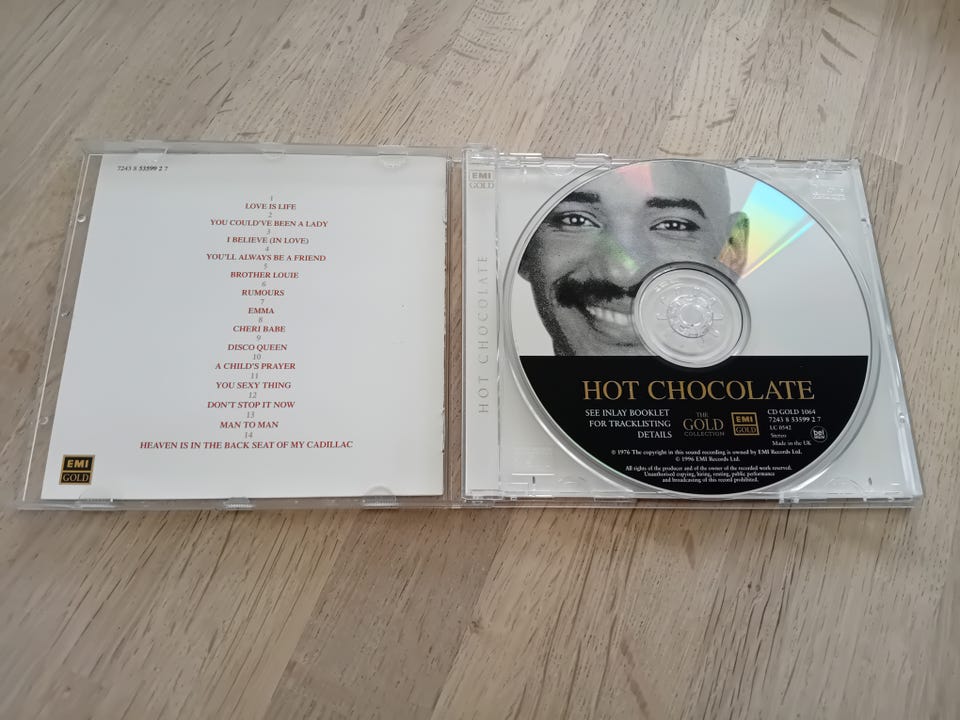 7243 8 53599 2 7
1
LOVE IS LIFE
2
YOU COULD'VE BEEN A LADY
3
I BELIEVE (IN LOVE)
4
YOU'LL ALWAYS BE A FRIEND
5
BROTHER LOUIE
6
RUMOURS
7
EMMA
8
CHERI BABE
9
DISCO QUEEN
10
A CHILD'S PRAYER
11
YOU SEXY THING
12
DON'T STOP IT NOW
13
MAN TO MAN
14
HEAVEN IS IN THE BACK SEAT OF MY CADILLAC
EMI
GOLD
EMI
GOLD
HOT CHOCOLATE
HOT CHOCOLATE
SEE INLAY BOOKLET
FOR TRACKLISTING
DETAILS
THE
GOLD
COLLECTION
EMI
GOLD
CD GOLD 1064
7243 8 53599 2 7
LC 0542
Stereo
Made in the UK
bel
BIEM
℗ 1976 The copyright in this sound recording is owned by EMI Records Ltd.
© 1996 EMI Records Ltd.
All rights of the producer and of the owner of the recorded work reserved.
Unauthorised copying, hiring, renting, public performance
and broadcasting of this record prohibited.